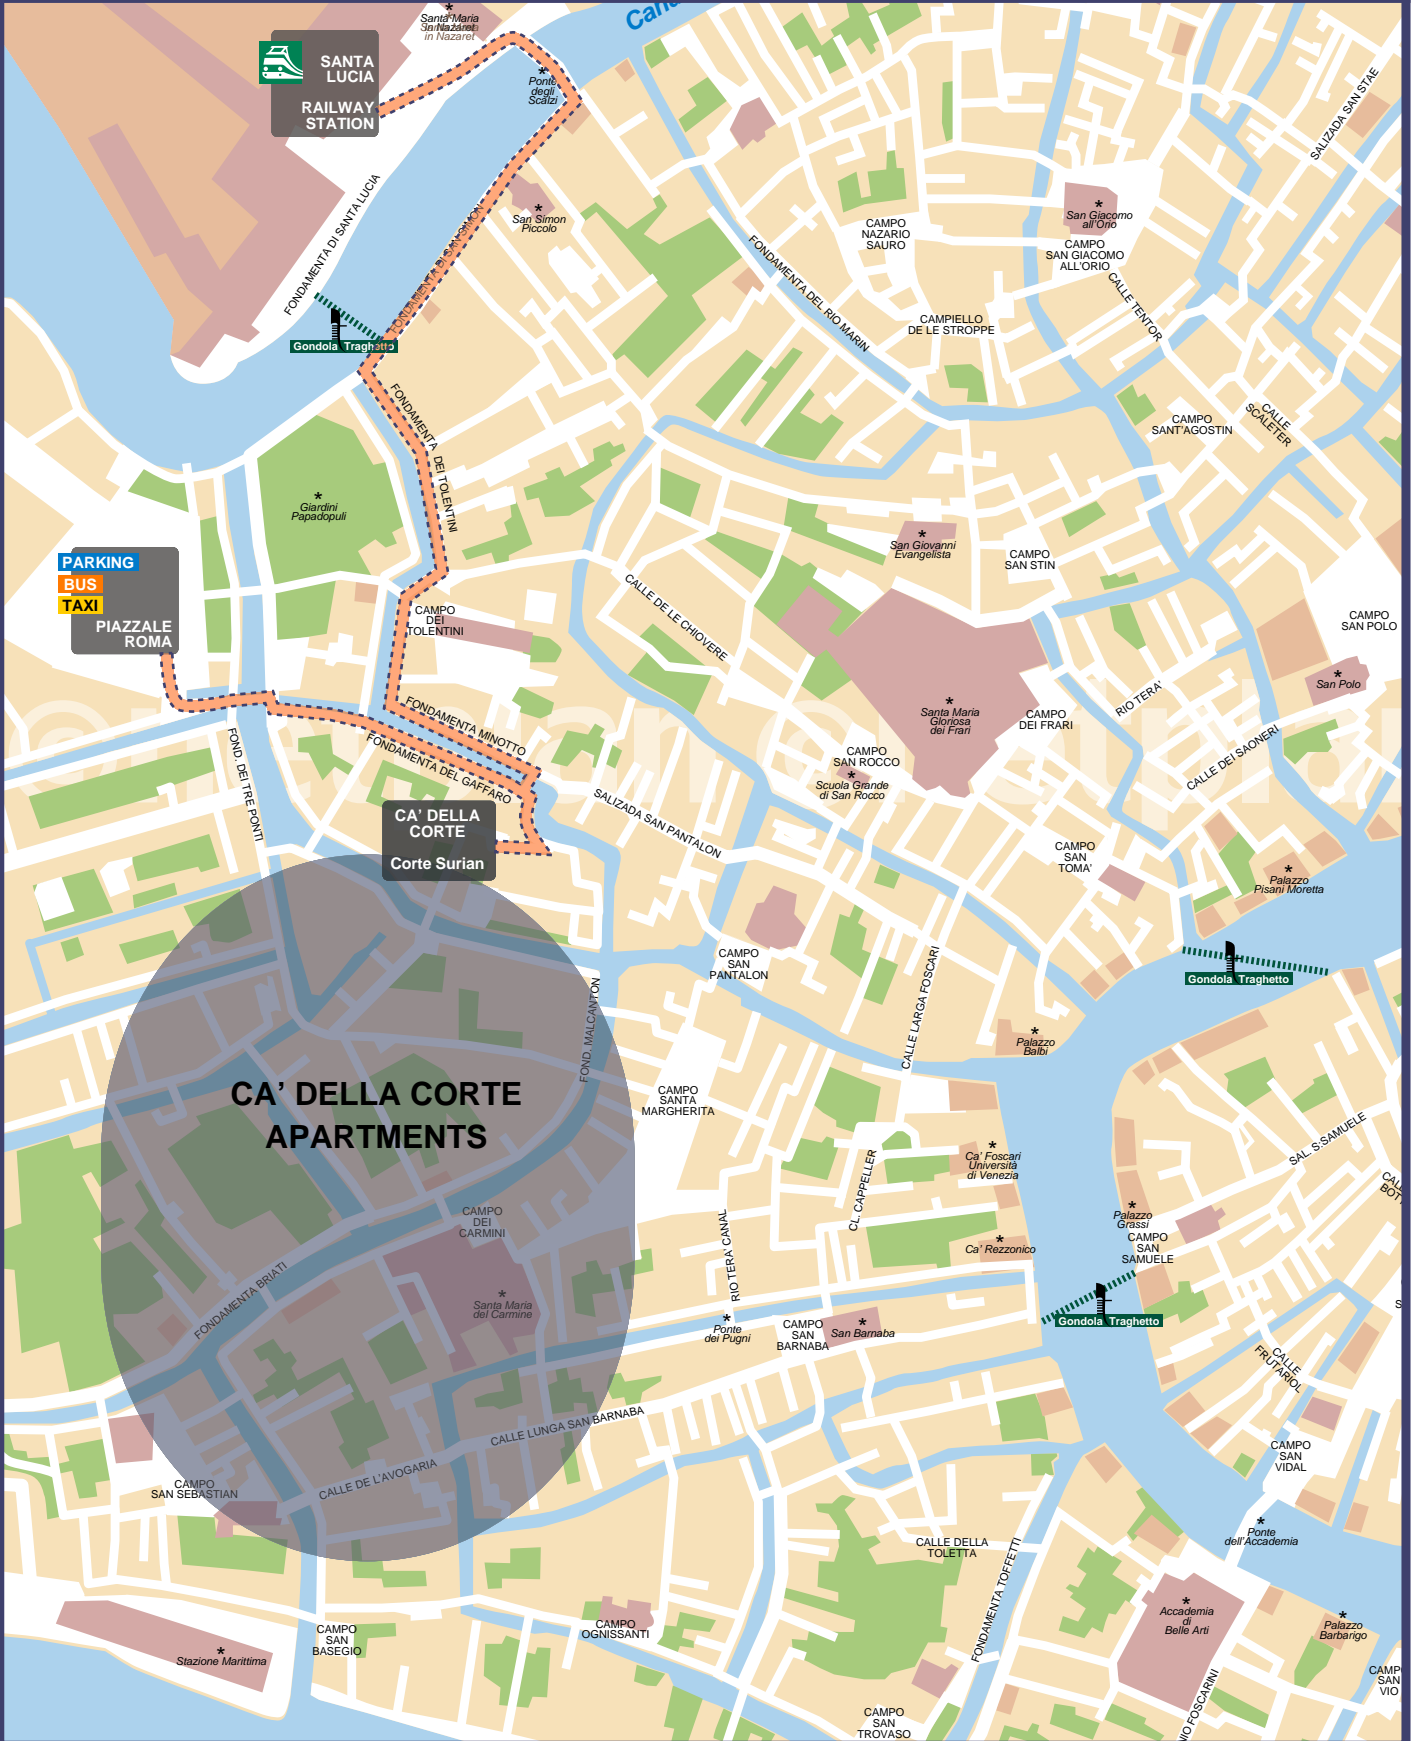 Santa Maria
in Nazaret
Ponte
degli
Scalzi
SANTA
LUCIA
RAILWAY
STATION
SALIZADA SAN STAE
FONDAMENTA DI SANTA LUCIA
FONDAMENTA DI SAN SIMON
San Simon
Piccolo
San Giacomo
all'Orio
CAMPO
NAZARIO
SAURO
CAMPO
SAN GIACOMO
ALL'ORIO
FONDAMENTA DEL RIO MARIN
CALLE TENTOR
CAMPIELLO
DE LE STROPPE
Gondola Traghetto
FONDAMENTA DEI TOLENTINI
CAMPO
SANT'AGOSTIN
CALLE
SCALETER
Giardini
Papadopuli
San Giovanni
Evangelista
CAMPO
SAN STIN
PARKING
BUS
TAXI
PIAZZALE
ROMA
CALLE DE LE CHIOVERE
CAMPO
DEI
TOLENTINI
CAMPO
SAN POLO
San Polo
RIO TERA'
Santa Maria
Gloriosa
dei Frari
CAMPO
DEI FRARI
FONDAMENTA MINOTTO
FONDAMENTA DEL GAFFARO
FOND. DEI TRE PONTI
CAMPO
SAN ROCCO
Scuola Grande
di San Rocco
CALLE DEI SAONERI
SALIZADA SAN PANTALON
CA' DELLA
CORTE
Corte Surian
CAMPO
SAN
TOMA'
Palazzo
Pisani Moretta
CAMPO
SAN
PANTALON
CALLE LARGA FOSCARI
Gondola Traghetto
FOND. MALCANTON
Palazzo
Balbi
CA’ DELLA CORTE
APARTMENTS
CAMPO
SANTA
MARGHERITA
SAL. S:SAMUELE
Ca' Foscari
Università
di Venezia
CL. CAPPELLER
Palazzo
Grassi
CAMPO
DEI
CARMINI
RIO TERA' CANAL
Ca' Rezzonico
CAMPO
SAN
SAMUELE
FONDAMENTA BRIATI
Santa Maria
del Carmine
Ponte
dei Pugni
CAMPO
SAN
BARNABA
San Barnaba
Gondola Traghetto
CALLE
FRUTARIOL
CALLE LUNGA SAN BARNABA
CALLE DE L'AVOGARIA
CAMPO
SAN
VIDAL
CAMPO
SAN SEBASTIAN
Ponte
dell'Accademia
CALLE DELLA
TOLETTA
FONDAMENTA TOFFETTI
Accademia
di
Belle Arti
Palazzo
Barbarigo
CAMPO
OGNISSANTI
CAMPO
SAN
BASEGIO
Stazione Marittima
CAMP
SAN
VIO
CAMPO
SAN
TROVASO
NIO FOSCARINI